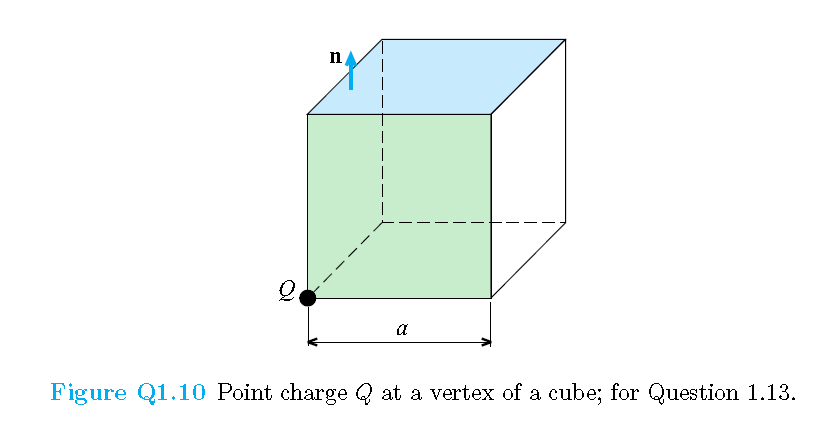 n
Q
a
Figure Q1.10 Point charge Q at a vertex of a cube; for Question 1.13.